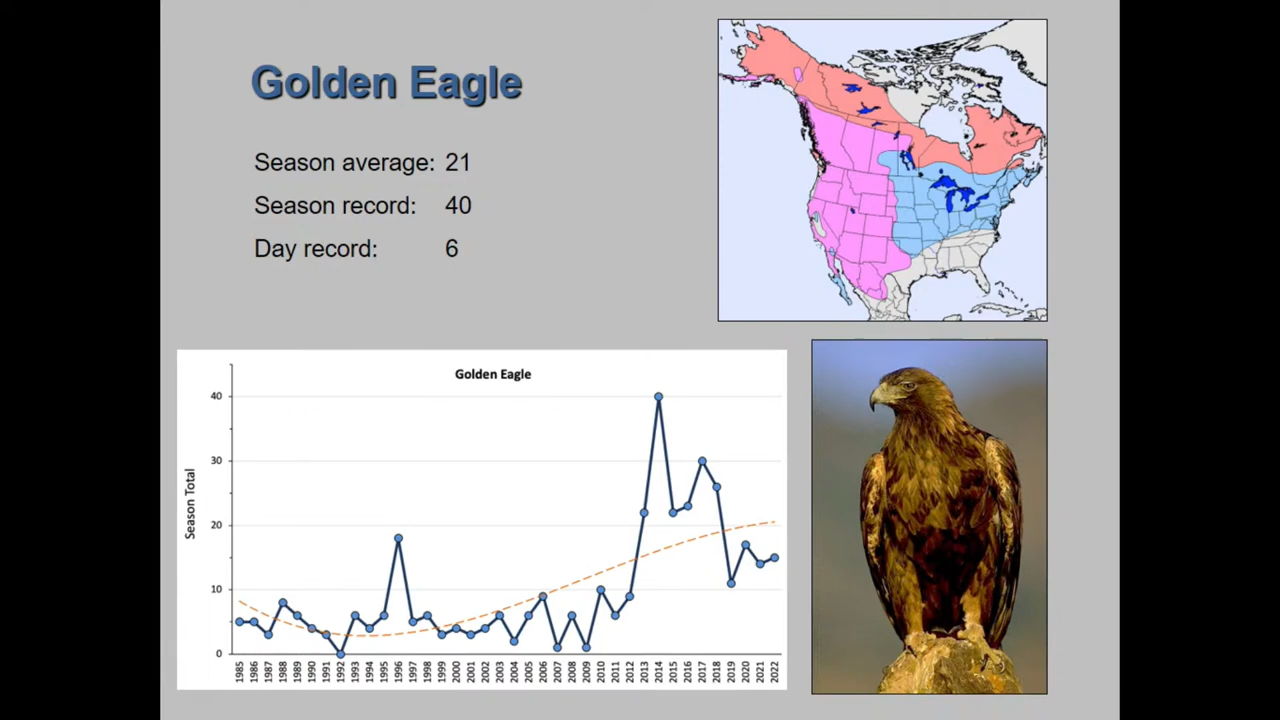 Golden Eagle
Season average: 21
Season record: 40
Day record: 6
Golden Eagle
Season Total
40
30
20
10
0
1985 1986 1987 1988 1989 1990 1991 1992 1993 1994 1995 1996 1997 1998 1999 2000 2001 2002 2003 2004 2005 2006 2007 2008 2009 2010 2011 2012 2013 2014 2015 2016 2017 2018 2019 2020 2021 2022